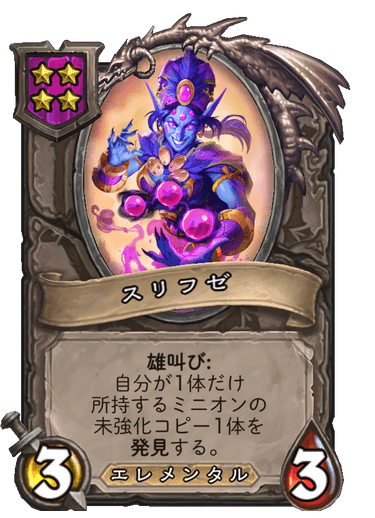 スリフゼ
雄叫び:
自分が1体だけ
所持するミニオンの
未強化コピー1体を
発見する。
エレメンタル
3
3